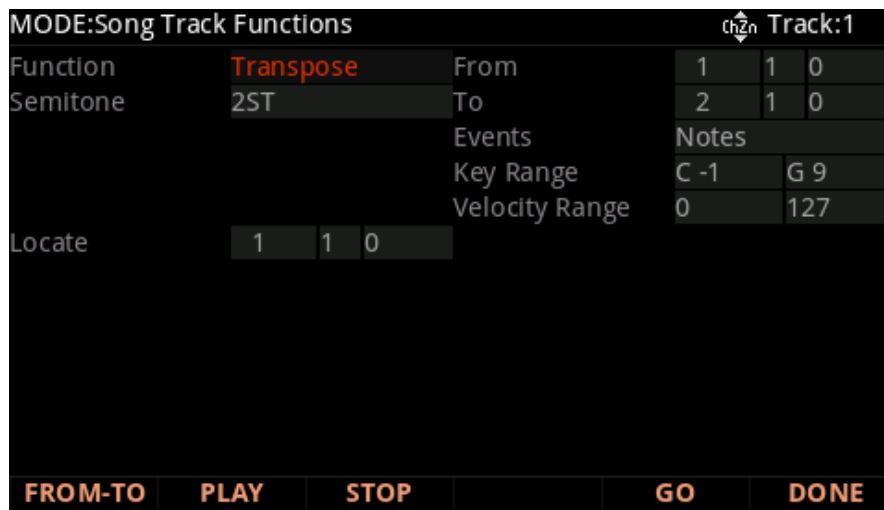 MODE:Song Track Functions Ch/Zn Track:1
Function Transpose From 1 1 0
Semitone 2ST To 2 1 0
Events Notes
Key Range C -1 G 9
Velocity Range 0 127
Locate 1 1 0
FROM-TO PLAY STOP GO DONE